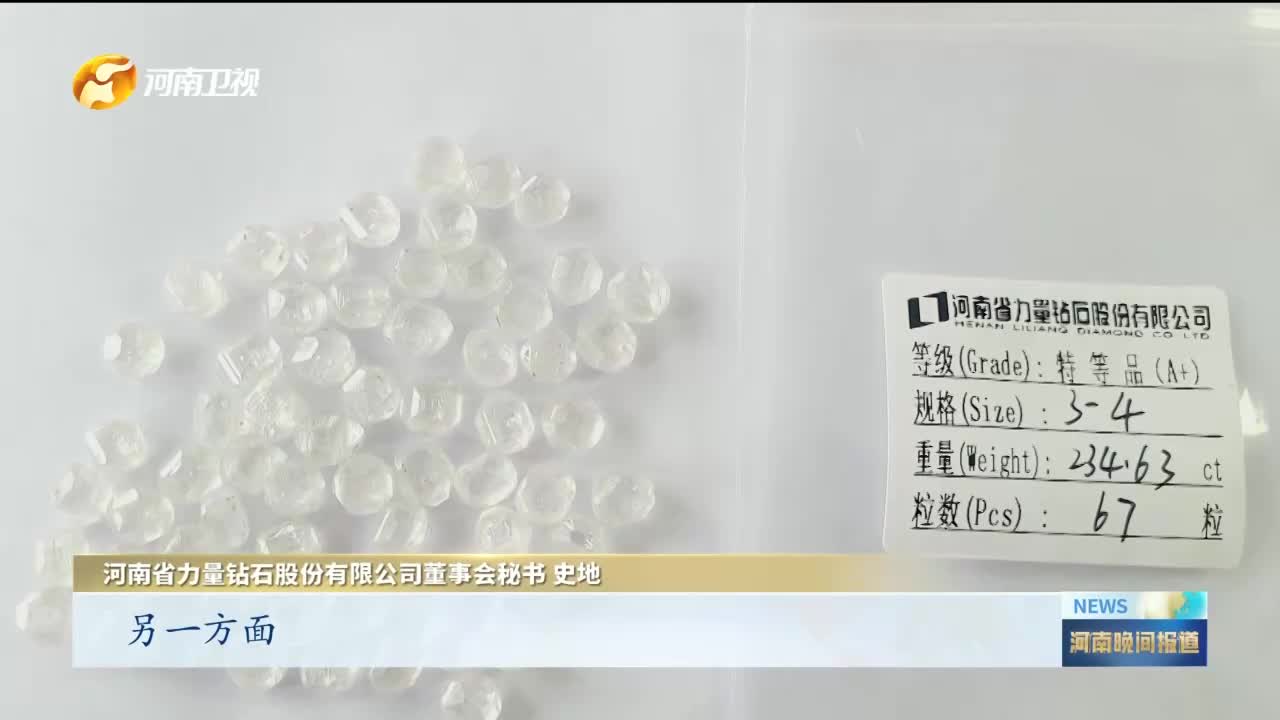 河南卫视
河南省力量钻石股份有限公司
HENAN LILIANG DIAMOND CO LTD
等级(Grade): 特等品(A+)
规格(Size) : 3-4
重量(Weight): 234.63 ct
粒数(Pcs) : 67 粒
河南省力量钻石股份有限公司董事会秘书 史地
另一方面
NEWS
河南晚间报道